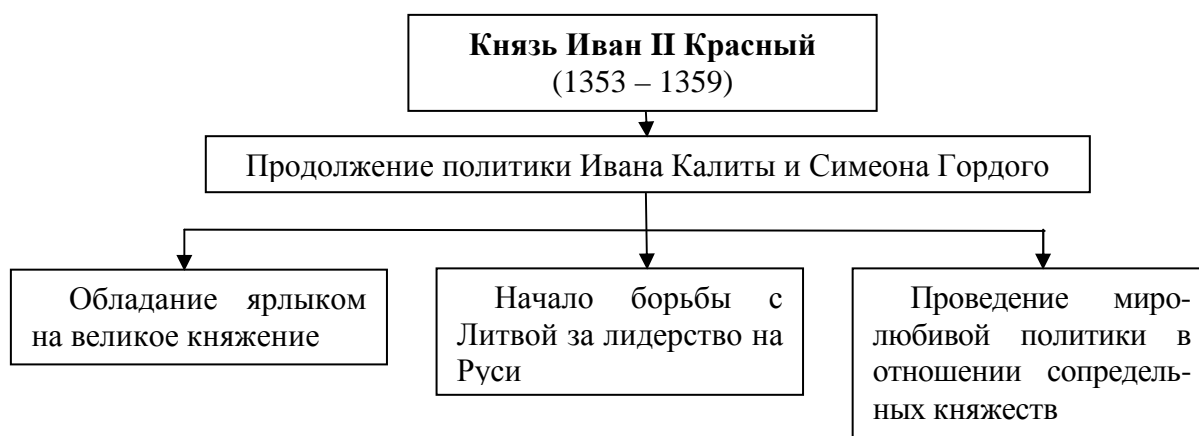 Князь Иван II Красный
(1353 – 1359)
Продолжение политики Ивана Калиты и Симеона Гордого
Обладание ярлыком
на великое княжение
Начало борьбы с
Литвой за лидерство на
Руси
Проведение миро-
любивой политики в
отношении сопредель-
ных княжеств